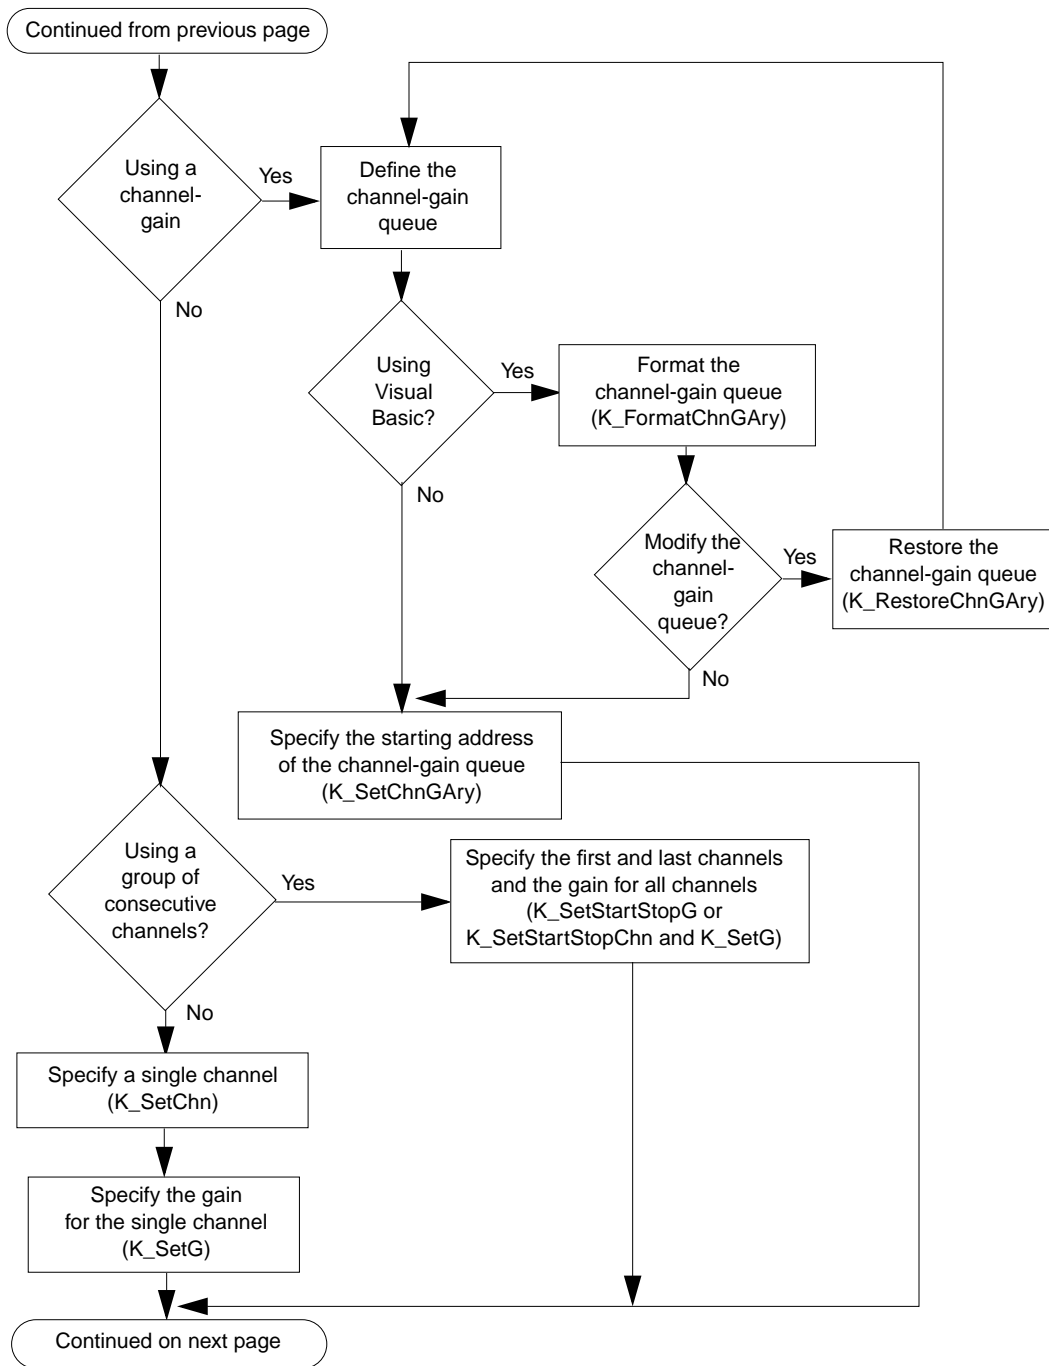 Continued from previous page
Using a
channel-
gain
Yes
No
Define the
channel-gain
queue
Using
Visual
Basic?
Yes
No
Format the
channel-gain queue
(K_FormatChnGAry)
Modify the
channel-
gain
queue?
Yes
No
Restore the
channel-gain queue
(K_RestoreChnGAry)
Specify the starting address
of the channel-gain queue
(K_SetChnGAry)
Using a
group of
consecutive
channels?
Yes
No
Specify the first and last channels
and the gain for all channels
(K_SetStartStopG or
K_SetStartStopChn and K_SetG)
Specify a single channel
(K_SetChn)
Specify the gain
for the single channel
(K_SetG)
Continued on next page